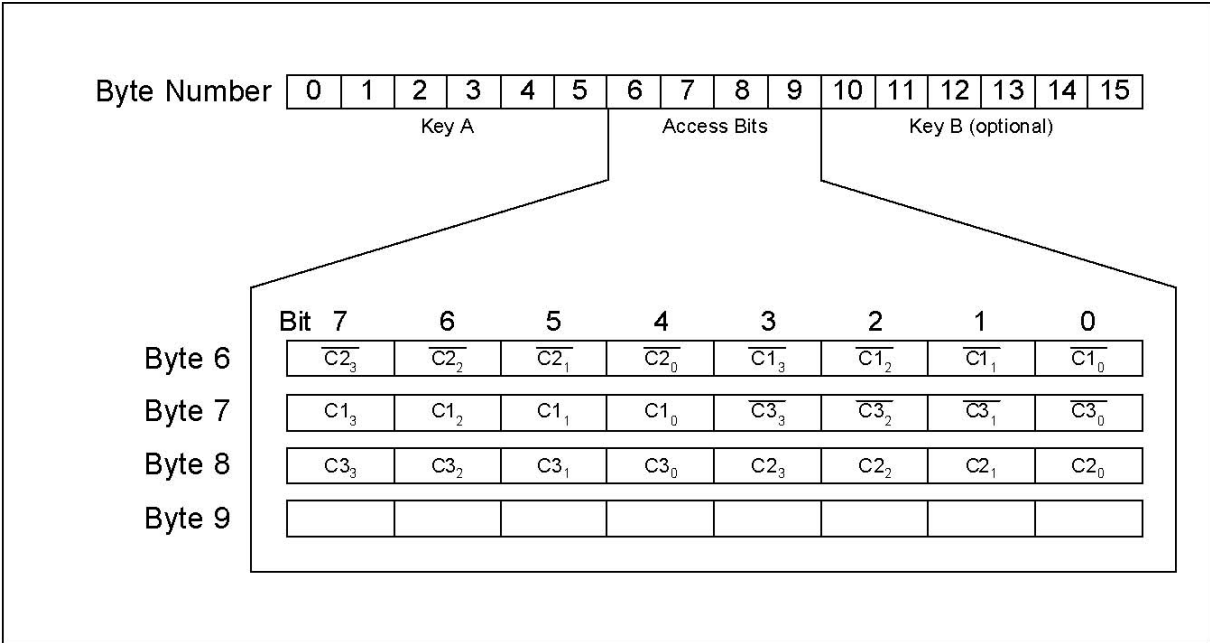 Byte Number 0 1 2 3 4 5 6 7 8 9 10 11 12 13 14 15
Key A Access Bits Key B (optional)
Bit 7 6 5 4 3 2 1 0
Byte 6 C̅2̅₃ C̅2̅₂ C̅2̅₁ C̅2̅₀ C̅1̅₃ C̅1̅₂ C̅1̅₁ C̅1̅₀
Byte 7 C1₃ C1₂ C1₁ C1₀ C̅3̅₃ C̅3̅₂ C̅3̅₁ C̅3̅₀
Byte 8 C3₃ C3₂ C3₁ C3₀ C2₃ C2₂ C2₁ C2₀
Byte 9